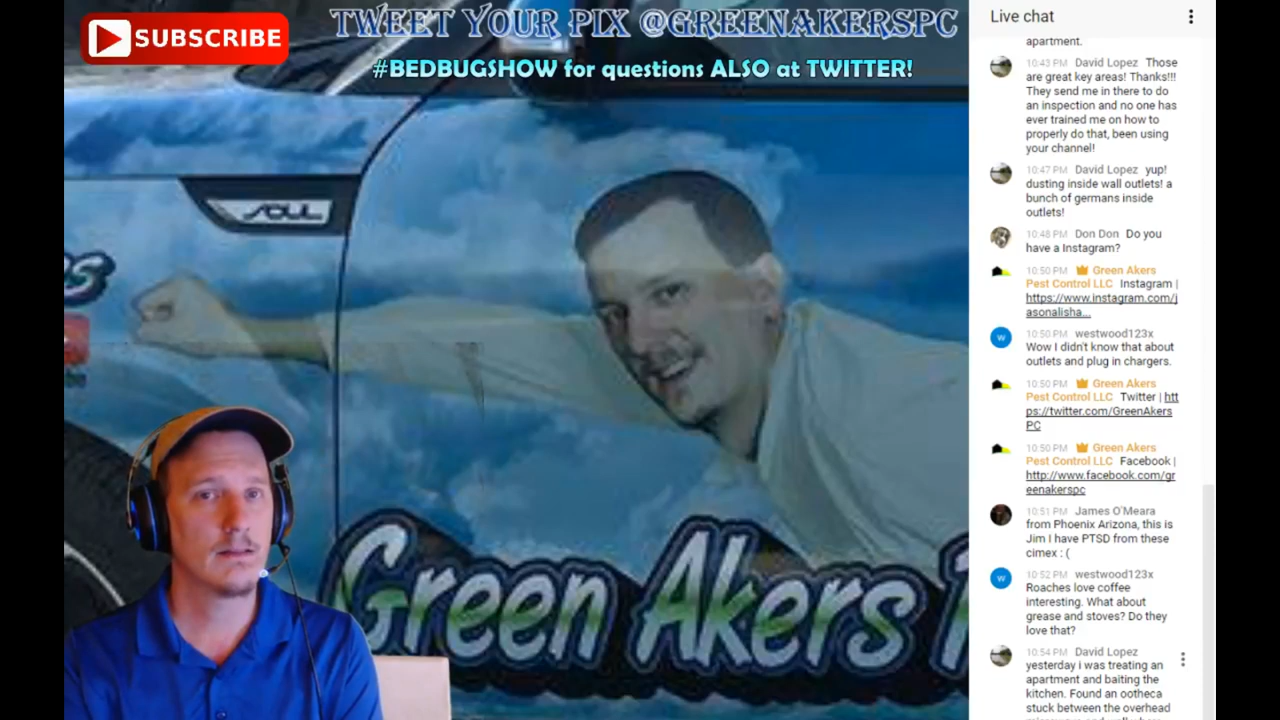 SUBSCRIBE
TWEET YOUR PIX @GREENAKERSPC
#BEDBUGSHOW for questions ALSO at TWITTER!
SOUL
Green Akers
Live chat
apartment.
10:43 PM David Lopez Those
are great key areas! Thanks!!!
They send me in there to do
an inspection and no one has
ever trained me on how to
properly do that, been using
your channel!
10:47 PM David Lopez yup!
dusting inside wall outlets! a
bunch of germans inside
outlets!
10:48 PM Don Don Do you
have a Instagram?
10:50 PM Green Akers
Pest Control LLC Instagram |
https://www.instagram.com/j
asonalisha...
10:50 PM westwood123x
Wow I didn't know that about
outlets and plug in chargers.
10:50 PM Green Akers
Pest Control LLC Twitter | htt
ps://twitter.com/GreenAkers
PC
10:50 PM Green Akers
Pest Control LLC Facebook |
http://www.facebook.com/gr
eenakerspc
10:51 PM James O'Meara
from Phoenix Arizona, this is
Jim I have PTSD from these
cimex : (
W
10:52 PM westwood123x
Roaches love coffee
interesting. What about
grease and stoves? Do they
love that?
10:54 PM David Lopez
yesterday i was treating an
apartment and baiting the
kitchen. Found an ootheca
stuck between the overhead